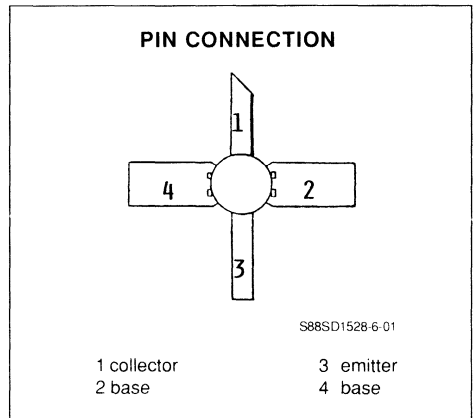 PIN CONNECTION
1
4
2
3
S88SD1528-6-01
1 collector
3 emitter
2 base
4 base